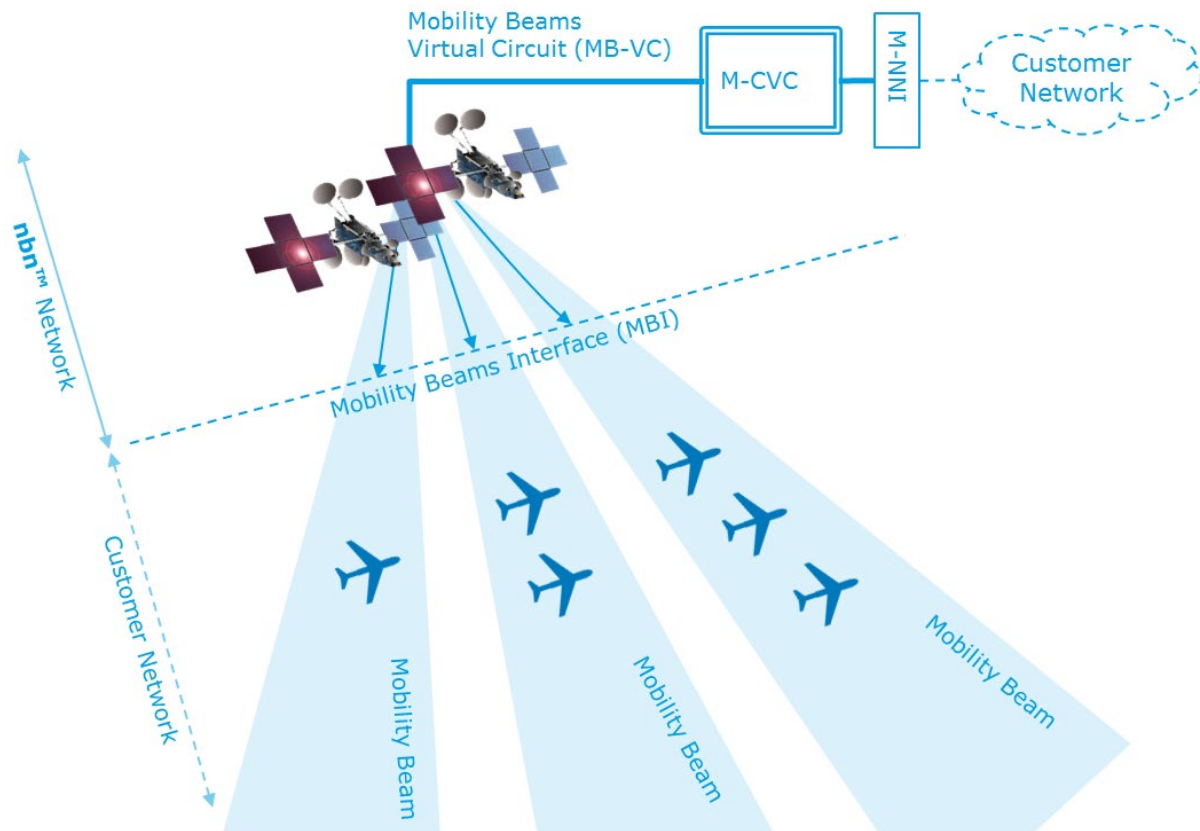 Mobility Beams
Virtual Circuit (MB-VC)
M-CVC
M-NNI
Customer
Network
nbn™ Network
Mobility Beams Interface (MBI)
Customer Network
Mobility Beam
Mobility Beam
Mobility Beam